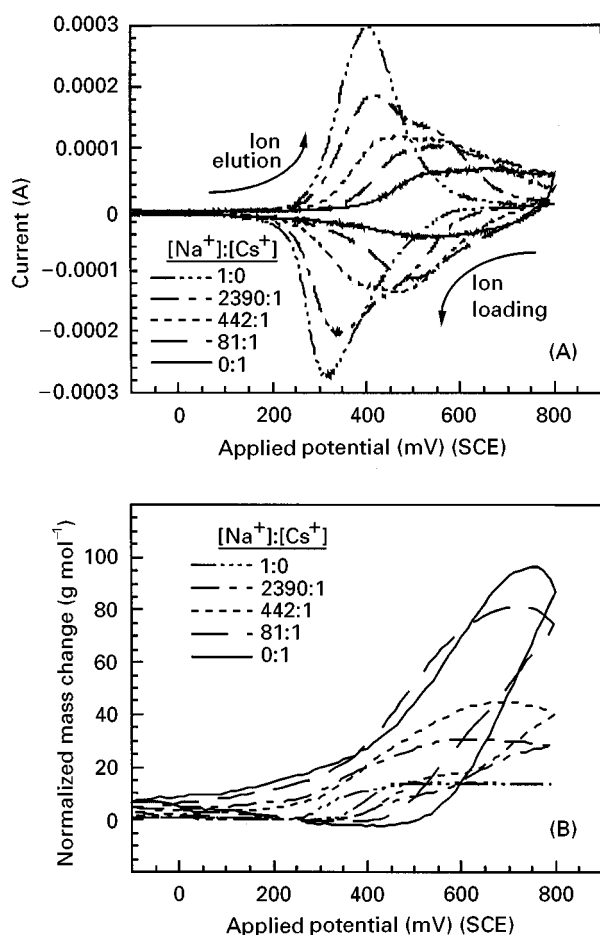 0.0003
0.0002
0.0001
0
−0.0001
−0.0002
−0.0003
Current (A)
Ion
elution
[Na⁺]:[Cs⁺]
1:0
2390:1
442:1
81:1
0:1
Ion
loading
(A)
0 200 400 600 800
Applied potential (mV) (SCE)
100
80
60
40
20
0
Normalized mass change (g mol⁻¹)
[Na⁺]:[Cs⁺]
1:0
2390:1
442:1
81:1
0:1
(B)
0 200 400 600 800
Applied potential (mV) (SCE)